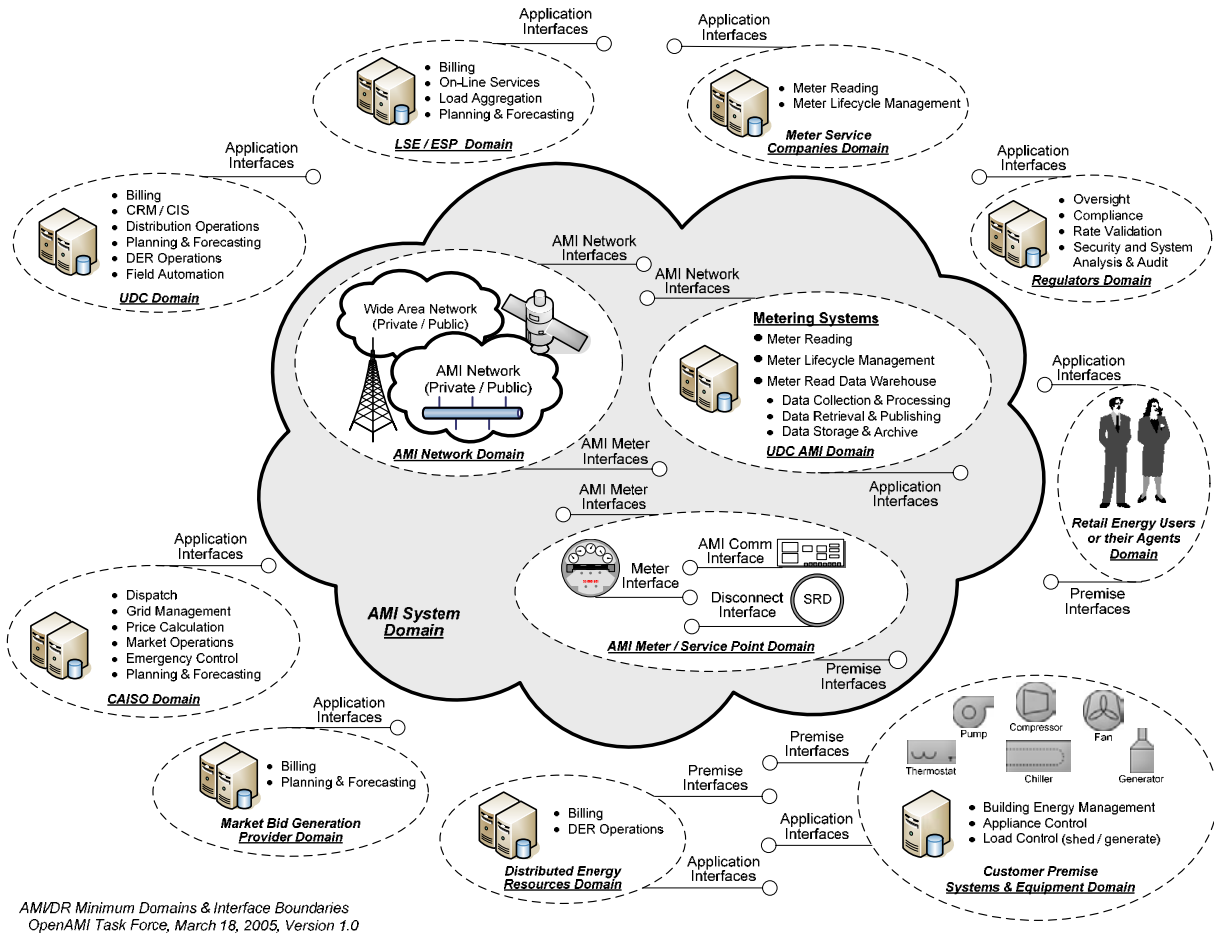 Application
Interfaces
• Billing
• On-Line Services
• Load Aggregation
• Planning & Forecasting
LSE / ESP Domain
Application
Interfaces
• Meter Reading
• Meter Lifecycle Management
Meter Service
Companies Domain
Application
Interfaces
• Billing
• CRM / CIS
• Distribution Operations
• Planning & Forecasting
• DER Operations
• Field Automation
UDC Domain
Application
Interfaces
• Oversight
• Compliance
• Rate Validation
• Security and System
Analysis & Audit
Regulators Domain
AMI Network
Interfaces
Wide Area Network
(Private / Public)
AMI Network
(Private / Public)
AMI Network Domain
AMI Meter
Interfaces
AMI Network
Interfaces
Metering Systems
• Meter Reading
• Meter Lifecycle Management
• Meter Read Data Warehouse
• Data Collection & Processing
• Data Retrieval & Publishing
• Data Storage & Archive
UDC AMI Domain
Application
Interfaces
Application
Interfaces
Retail Energy Users
or their Agents
Domain
Premise
Interfaces
AMI Meter
Interfaces
Meter
Interface
AMI Comm
Interface
Disconnect
Interface
SRD
AMI Meter / Service Point Domain
Premise
Interfaces
AMI System
Domain
Application
Interfaces
• Dispatch
• Grid Management
• Price Calculation
• Market Operations
• Emergency Control
• Planning & Forecasting
CAISO Domain
Application
Interfaces
• Billing
• Planning & Forecasting
Market Bid Generation
Provider Domain
Premise
Interfaces
• Billing
• DER Operations
Distributed Energy
Resources Domain
Application
Interfaces
Premise
Interfaces
Application
Interfaces
Pump
Compressor
Fan
Thermostat
Chiller
Generator
• Building Energy Management
• Appliance Control
• Load Control (shed / generate)
Customer Premise
Systems & Equipment Domain
AMI/DR Minimum Domains & Interface Boundaries
OpenAMI Task Force, March 18, 2005, Version 1.0